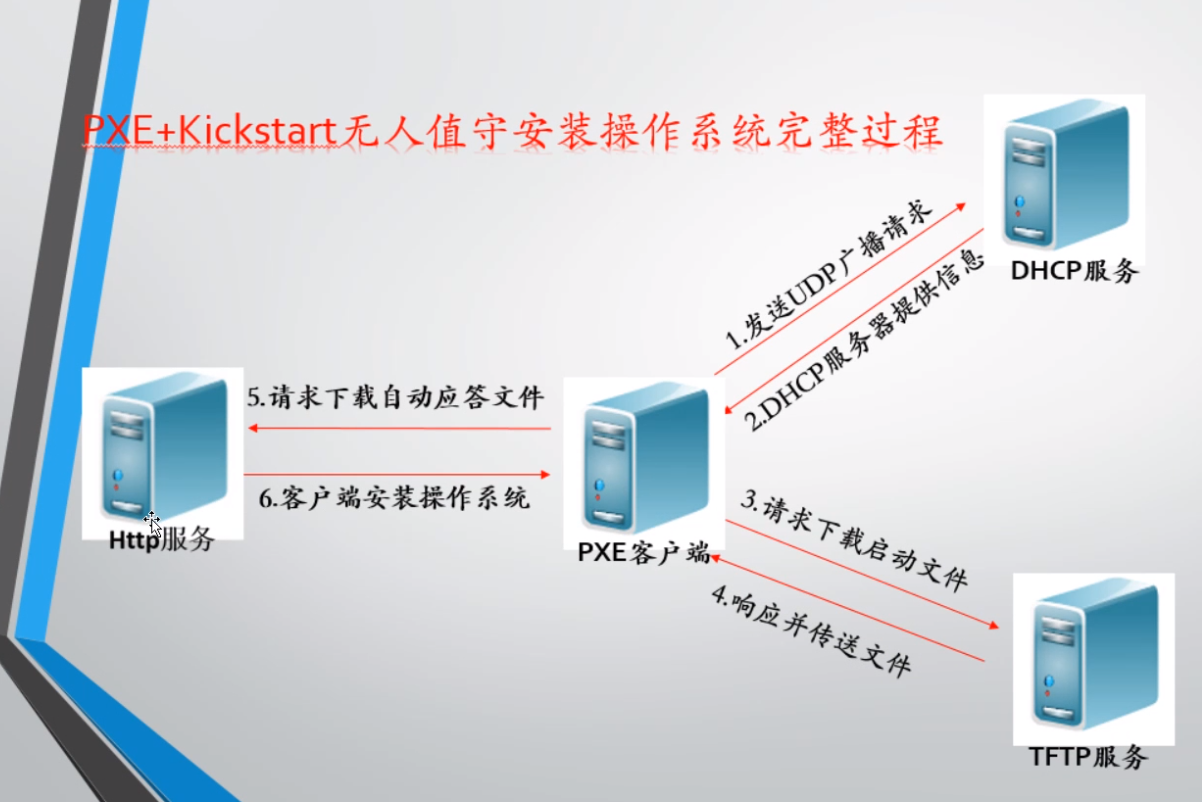 PXE+Kickstart无人值守安装操作系统完整过程
DHCP服务
1.发送UDP广播请求
2.DHCP服务器提供信息
5.请求下载自动应答文件
6.客户端安装操作系统
Http服务
PXE客户端
3.请求下载启动文件
4.响应并传送文件
TFTP服务